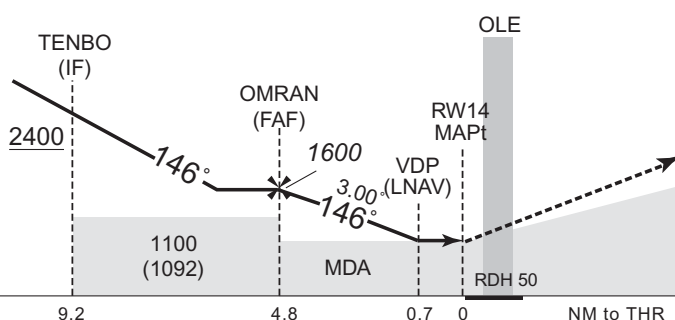 OLE
TENBO
(IF)
OMRAN
(FAF)
RW14
MAPt
2400
1600
VDP
(LNAV)
146°
3.00°
146°
1100
(1092)
MDA
RDH 50
9.2 4.8 0.7 0 NM to THR